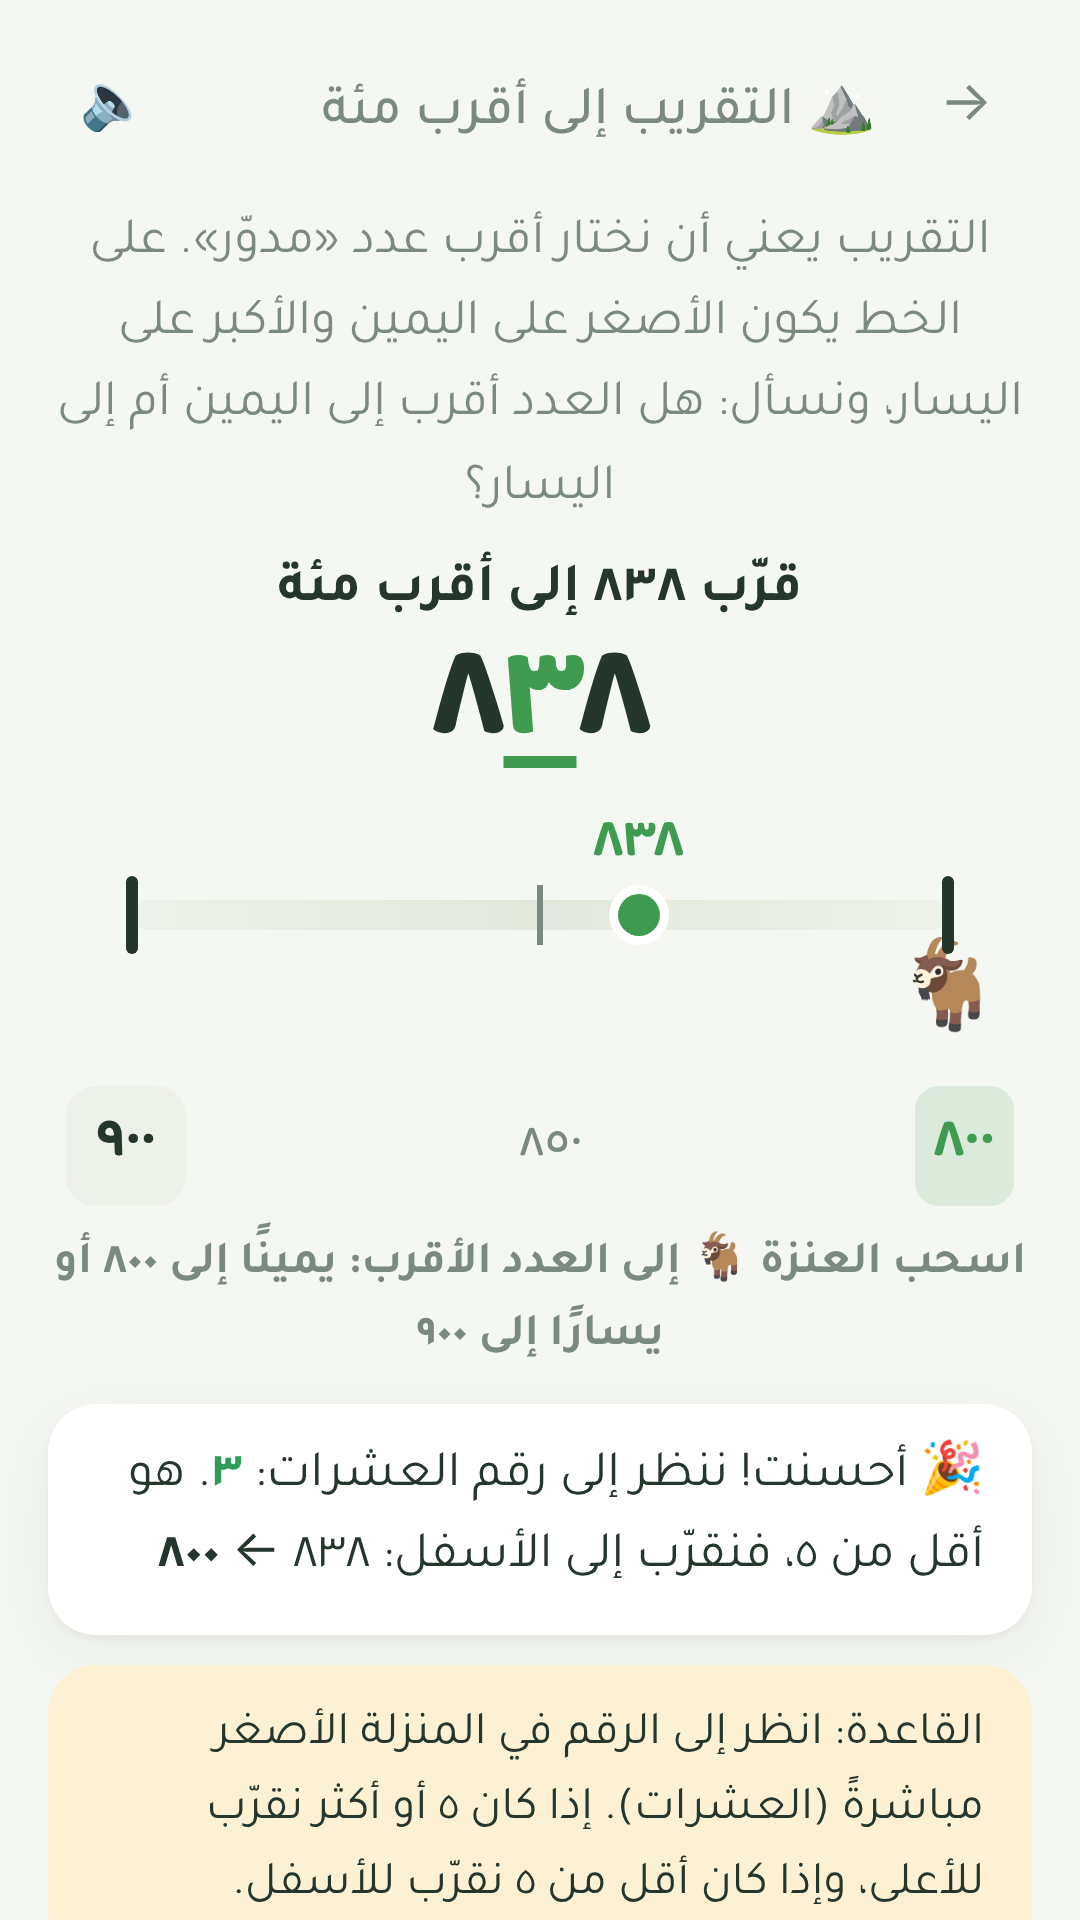 ⛰️ التقريب إلى أقرب مئة
التقريب يعني أن نختار أقرب عدد «مدوّر». على
الخط يكون الأصغر على اليمين والأكبر على
اليسار، ونسأل: هل العدد أقرب إلى اليمين أم إلى
اليسار؟
قرّب ٨٣٨ إلى أقرب مئة
٨٣٨
٨٣٨
٨٠٠
٨٥٠
٩٠٠
اسحب العنزة 🐐 إلى العدد الأقرب: يمينًا إلى ٨٠٠ أو
يسارًا إلى ٩٠٠
🎉 أحسنت! ننظر إلى رقم العشرات: ٣. هو
أقل من ٥، فنقرّب إلى الأسفل: ٨٣٨ ← ٨٠٠
القاعدة: انظر إلى الرقم في المنزلة الأصغر
مباشرةً (العشرات). إذا كان ٥ أو أكثر نقرّب
للأعلى، وإذا كان أقل من ٥ نقرّب للأسفل.